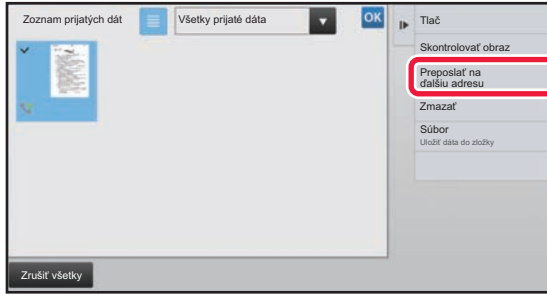 Zoznam prijatých dát
Všetky prijaté dáta
OK
Tlač
Skontrolovať obraz
Preposlať na
ďalšiu adresu
Zmazať
Súbor
Uložiť dáta do zložky
Zrušiť všetky